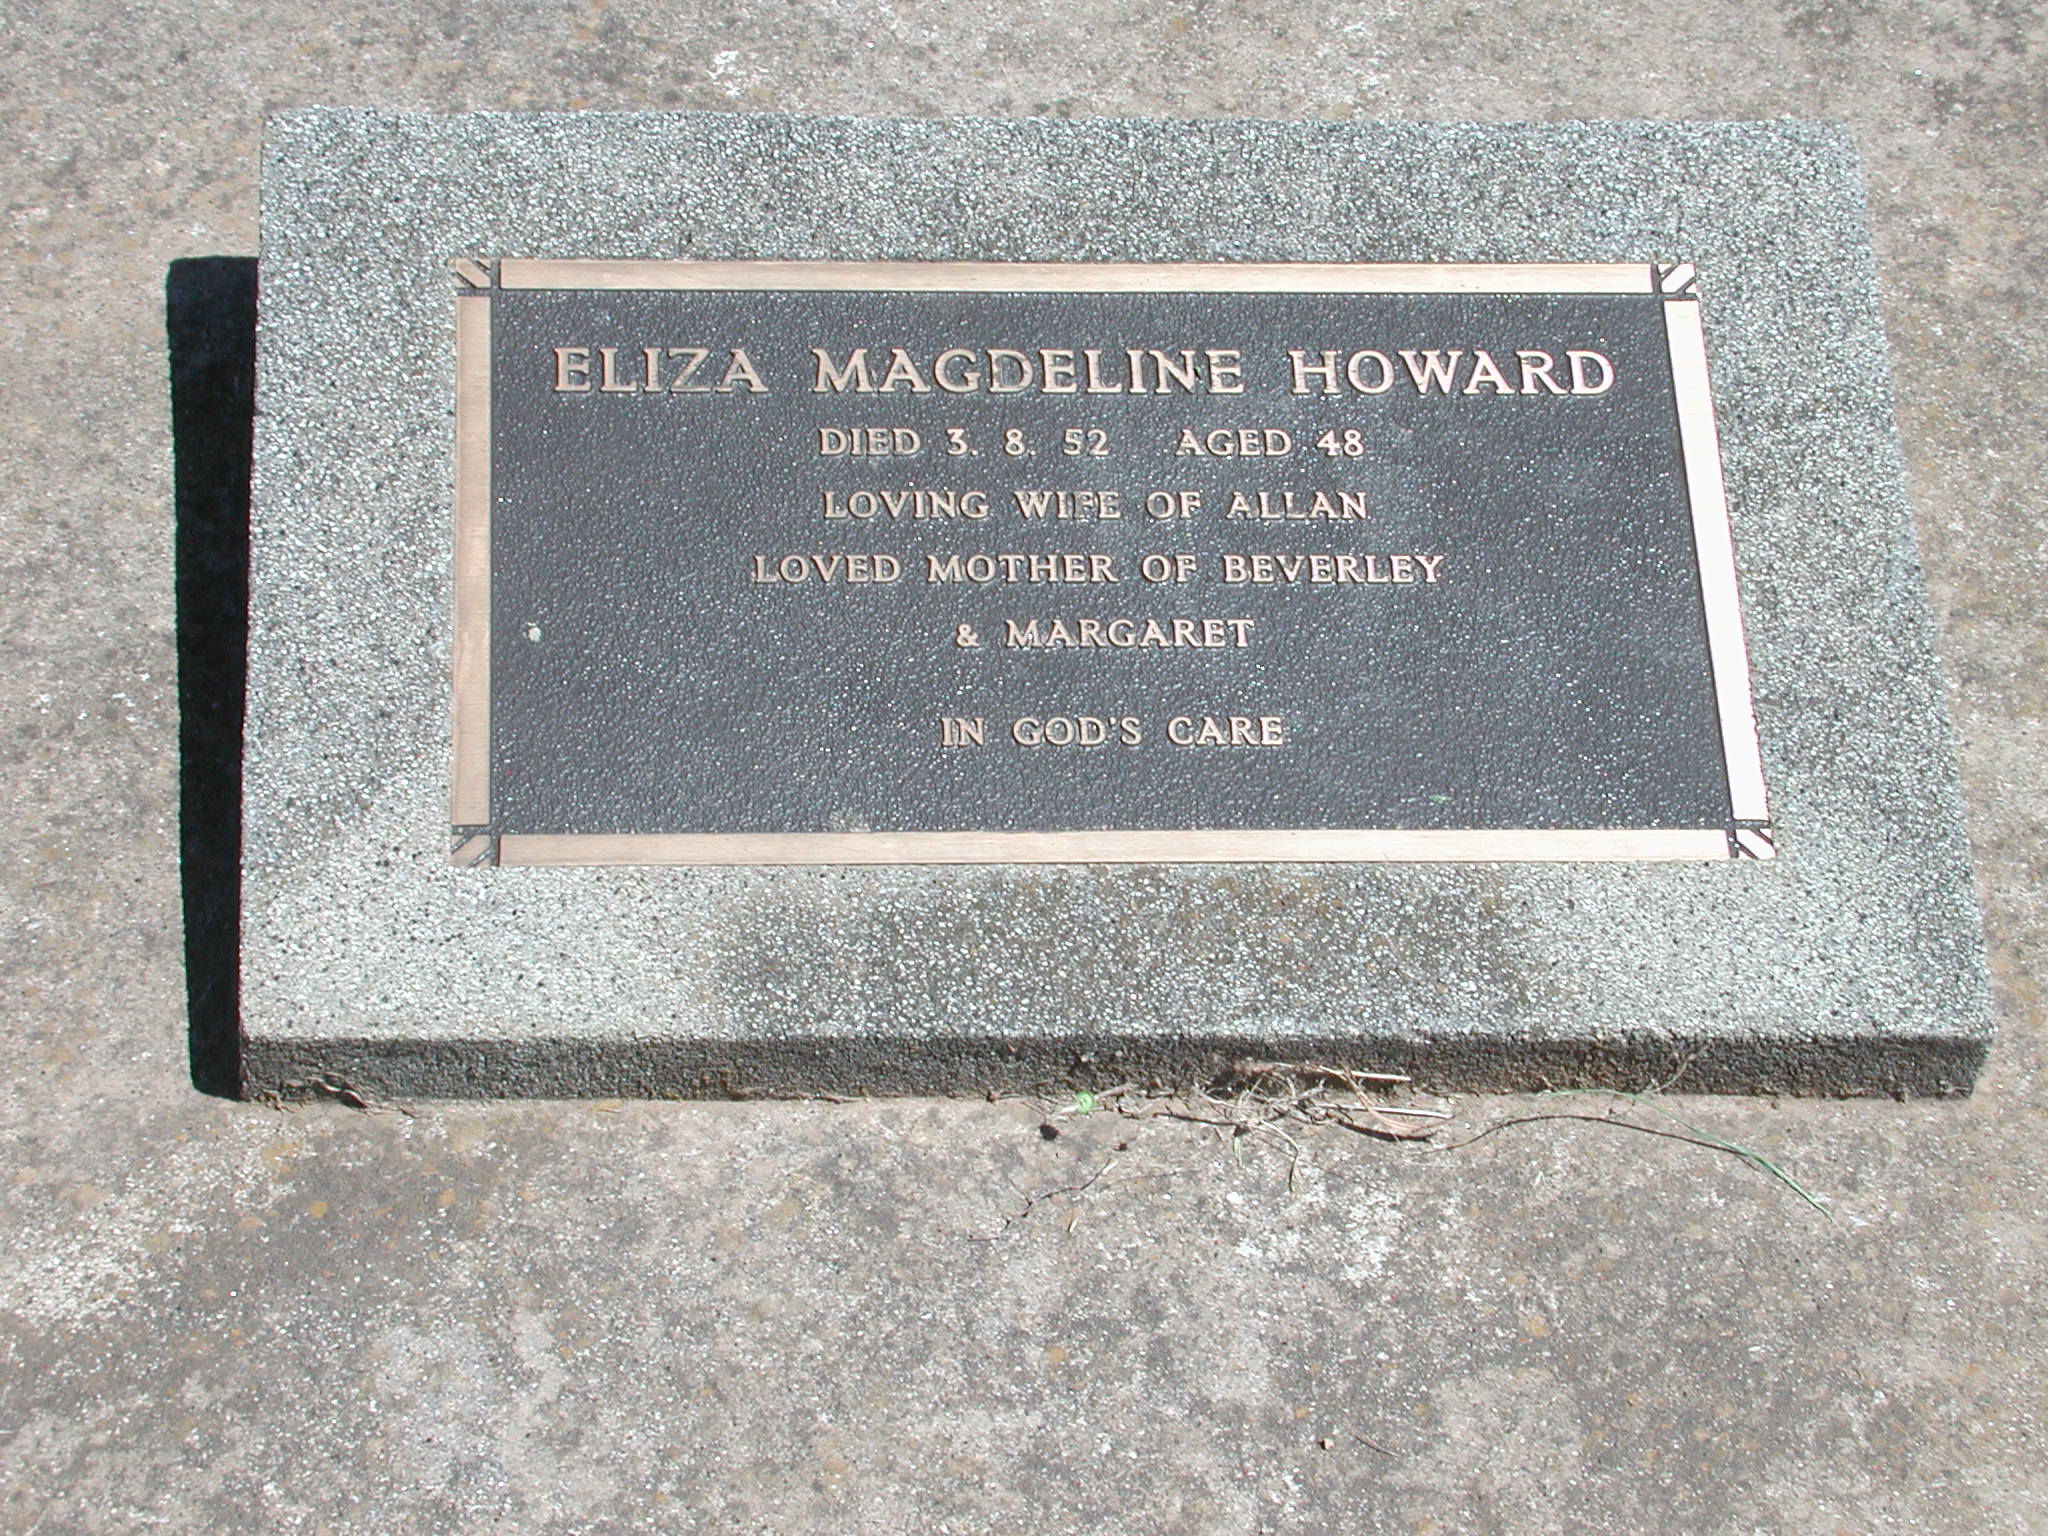 ELIZA MAGDELINE HOWARD
DIED 3. 8. 52 AGED 48
LOVING WIFE OF ALLAN
LOVED MOTHER OF BEVERLEY
& MARGARET
IN GOD'S CARE